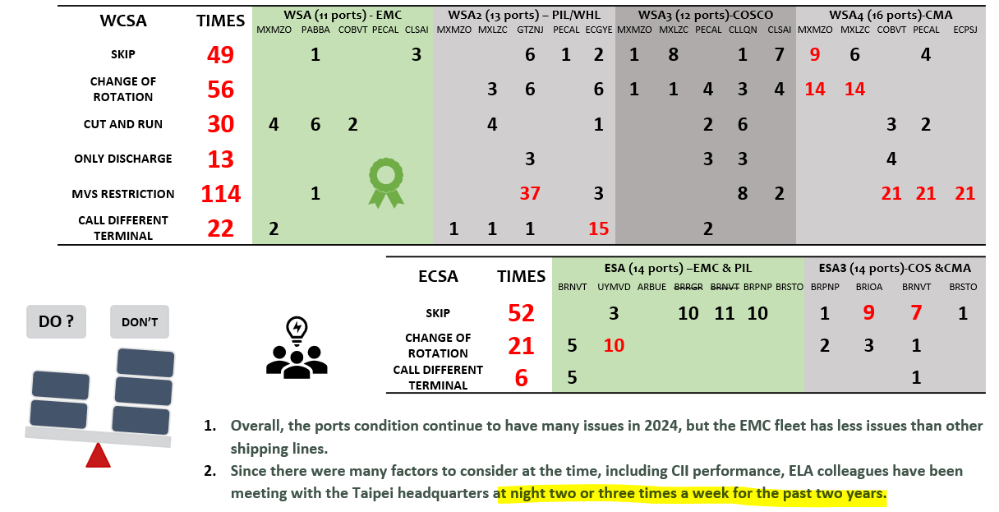 WCSA TIMES WSA (11 ports) - EMC WSA2 (13 ports) – PIL/WHL WSA3 (12 ports)-COSCO WSA4 (16 ports)-CMA
MXMZO PABBA COBVT PECAL CLSAI MXMZO MXLZC GTZNJ PECAL ECGYE MXMZO MXLZC PECAL CLLQN CLSAI MXMZO MXLZC COBVT PECAL ECPSJ
SKIP 49 1 3 6 1 2 1 8 1 7 9 6 4
CHANGE OF
ROTATION 56 3 6 6 1 1 4 3 4 14 14
CUT AND RUN 30 4 6 2 4 1 2 6 3 2
ONLY DISCHARGE 13 3 3 3 4
MVS RESTRICTION 114 1 37 3 8 2 21 21 21
CALL DIFFERENT
TERMINAL 22 2 1 1 1 15 2
ECSA TIMES ESA (14 ports) –EMC & PIL ESA3 (14 ports)-COS &CMA
BRNVT UYMVD ARBUE BRRGR BRNVT BRPNP BRSTO BRPNP BRIOA BRNVT BRSTO
SKIP 52 3 10 11 10 1 9 7 1
CHANGE OF
ROTATION 21 5 10 2 3 1
CALL DIFFERENT
TERMINAL 6 5 1
DO ? DON'T
1. Overall, the ports condition continue to have many issues in 2024, but the EMC fleet has less issues than other
shipping lines.
2. Since there were many factors to consider at the time, including CII performance, ELA colleagues have been
meeting with the Taipei headquarters at night two or three times a week for the past two years.